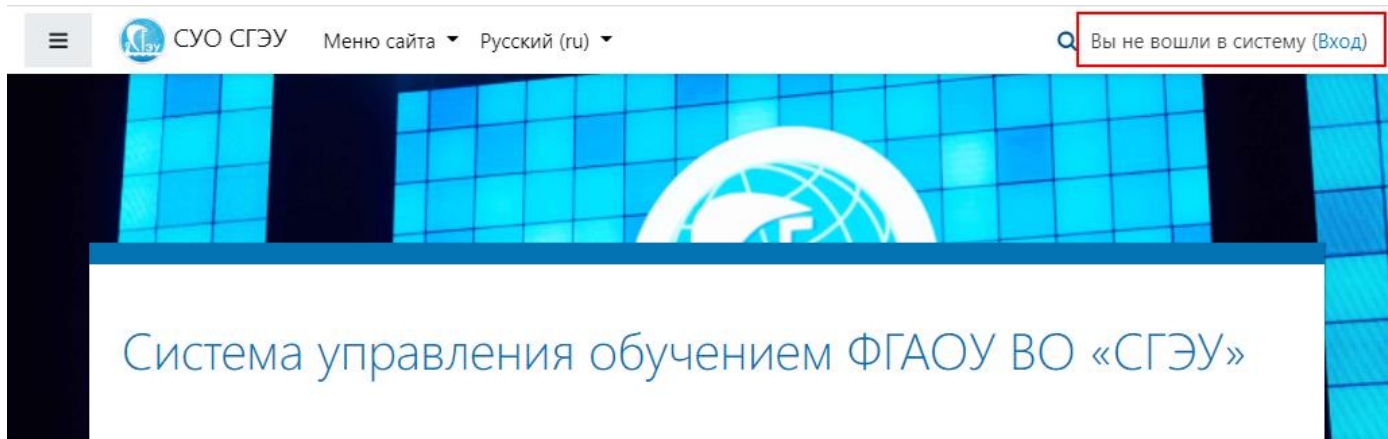 СУО СГЭУ Меню сайта Русский (ru) Вы не вошли в систему (Вход)
Система управления обучением ФГАОУ ВО «СГЭУ»